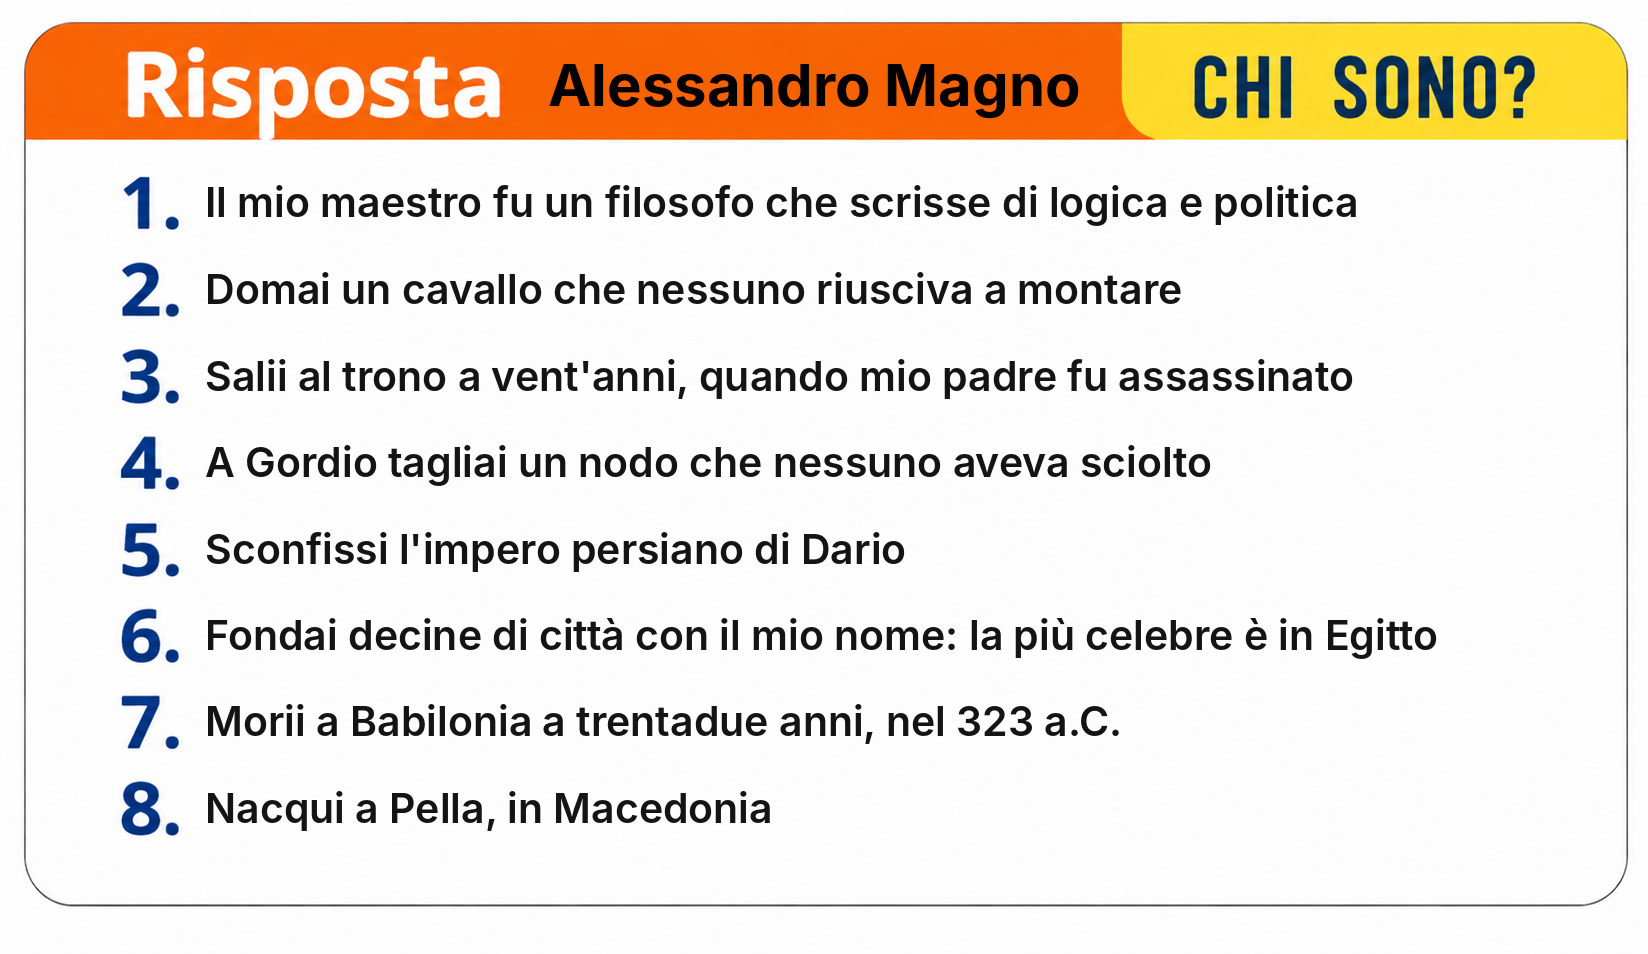 Risposta Alessandro Magno CHI SONO?
1. Il mio maestro fu un filosofo che scrisse di logica e politica
2. Domai un cavallo che nessuno riusciva a montare
3. Salii al trono a vent'anni, quando mio padre fu assassinato
4. A Gordio tagliai un nodo che nessuno aveva sciolto
5. Sconfissi l'impero persiano di Dario
6. Fondai decine di città con il mio nome: la più celebre è in Egitto
7. Morii a Babilonia a trentadue anni, nel 323 a.C.
8. Nacqui a Pella, in Macedonia